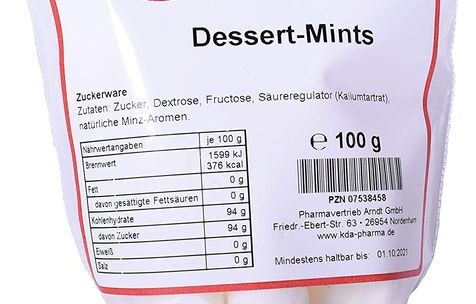 Dessert-Mints
Zuckerware
Zutaten: Zucker, Dextrose, Fructose, Säureregulator (Kaliumtartrat),
natürliche Minz-Aromen.
Nährwertangaben je 100 g
Brennwert 1599 kJ
376 kcal
Fett 0 g
davon gesättigte Fettsäuren 0 g
Kohlenhydrate 94 g
davon Zucker 94 g
Eiweiß 0 g
Salz 0 g
℮ 100 g
PZN 07538458
Pharmavertrieb Arndt GmbH
Friedr.-Ebert-Str. 63 • 26954 Nordenham
www.kda-pharma.de
Mindestens haltbar bis: 01.10.2021